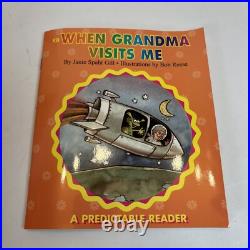 WHEN GRANDMA
VISITS ME
By Janie Spaht Gill • Illustrations by Bob Reese
A PREDICTABLE READER